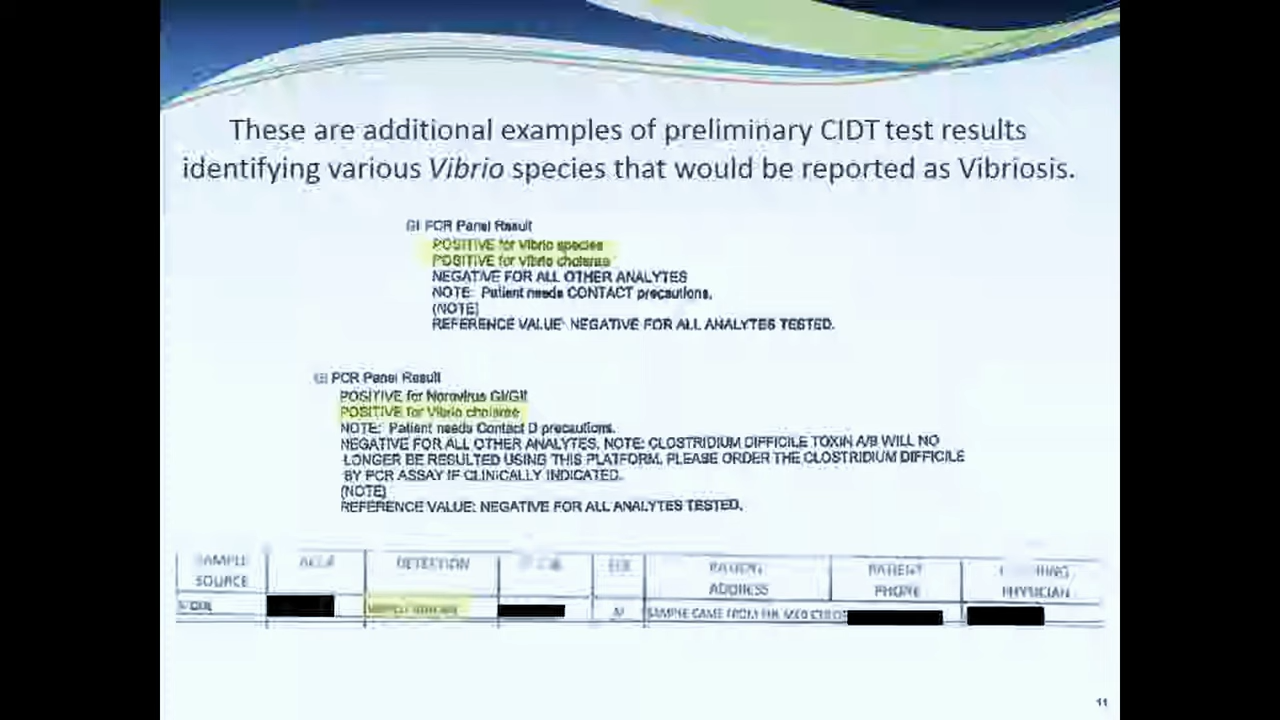 These are additional examples of preliminary CIDT test results
identifying various Vibrio species that would be reported as Vibriosis.
GI PCR Panel Result
POSITIVE for Vibrio species
POSITIVE for Vibrio cholerae
NEGATIVE FOR ALL OTHER ANALYTES
NOTE: Patient needs CONTACT precautions.
(NOTE)
REFERENCE VALUE: NEGATIVE FOR ALL ANALYTES TESTED.
GI PCR Panel Result
POSITIVE for Norovirus GI/GII
POSITIVE for Vibrio cholerae
NOTE: Patient needs Contact D precautions.
NEGATIVE FOR ALL OTHER ANALYTES. NOTE: CLOSTRIDIUM DIFFICILE TOXIN A/B WILL NO
LONGER BE RESULTED USING THIS PLATFORM. PLEASE ORDER THE CLOSTRIDIUM DIFFICILE
BY PCR ASSAY IF CLINICALLY INDICATED.
(NOTE)
REFERENCE VALUE: NEGATIVE FOR ALL ANALYTES TESTED.
SAMPLE DETECTION PATIENT PATIENT
SOURCE ADDRESS PHONE PHYSICIAN
SAMPLE CAME FROM
11